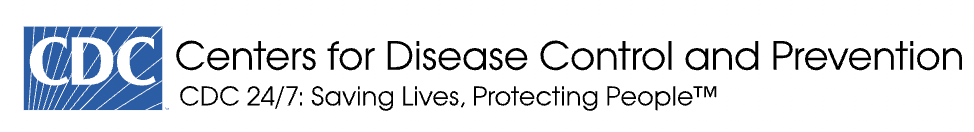 CDC Centers for Disease Control and Prevention
CDC 24/7: Saving Lives, Protecting People™